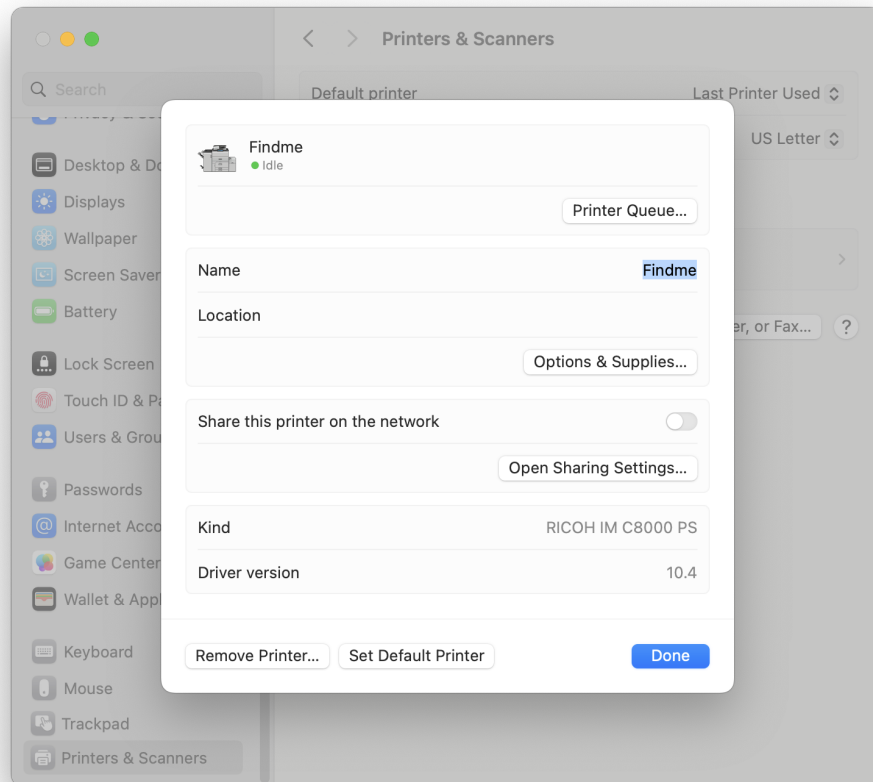 Printers & Scanners
Search
Default printer
Last Printer Used
US Letter
Desktop & Do
Displays
Wallpaper
Screen Saver
Battery
Lock Screen
Touch ID & Pa
Users & Grou
Passwords
Internet Acco
Game Center
Wallet & Appl
Keyboard
Mouse
Trackpad
Printers & Scanners
er, or Fax...
?
Findme
Idle
Printer Queue...
Name
Findme
Location
Options & Supplies...
Share this printer on the network
Open Sharing Settings...
Kind
RICOH IM C8000 PS
Driver version
10.4
Remove Printer...
Set Default Printer
Done